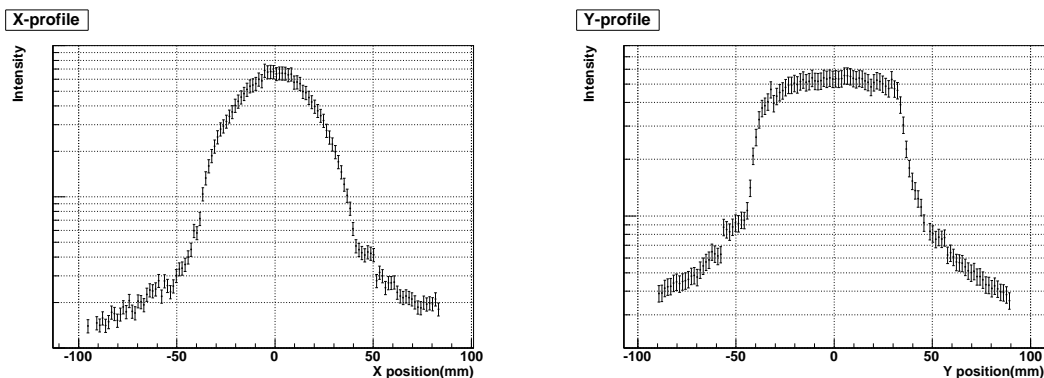 X-profile
Intensity
-100 -50 0 50 100
X position(mm)
Y-profile
Intensity
-100 -50 0 50 100
Y position(mm)